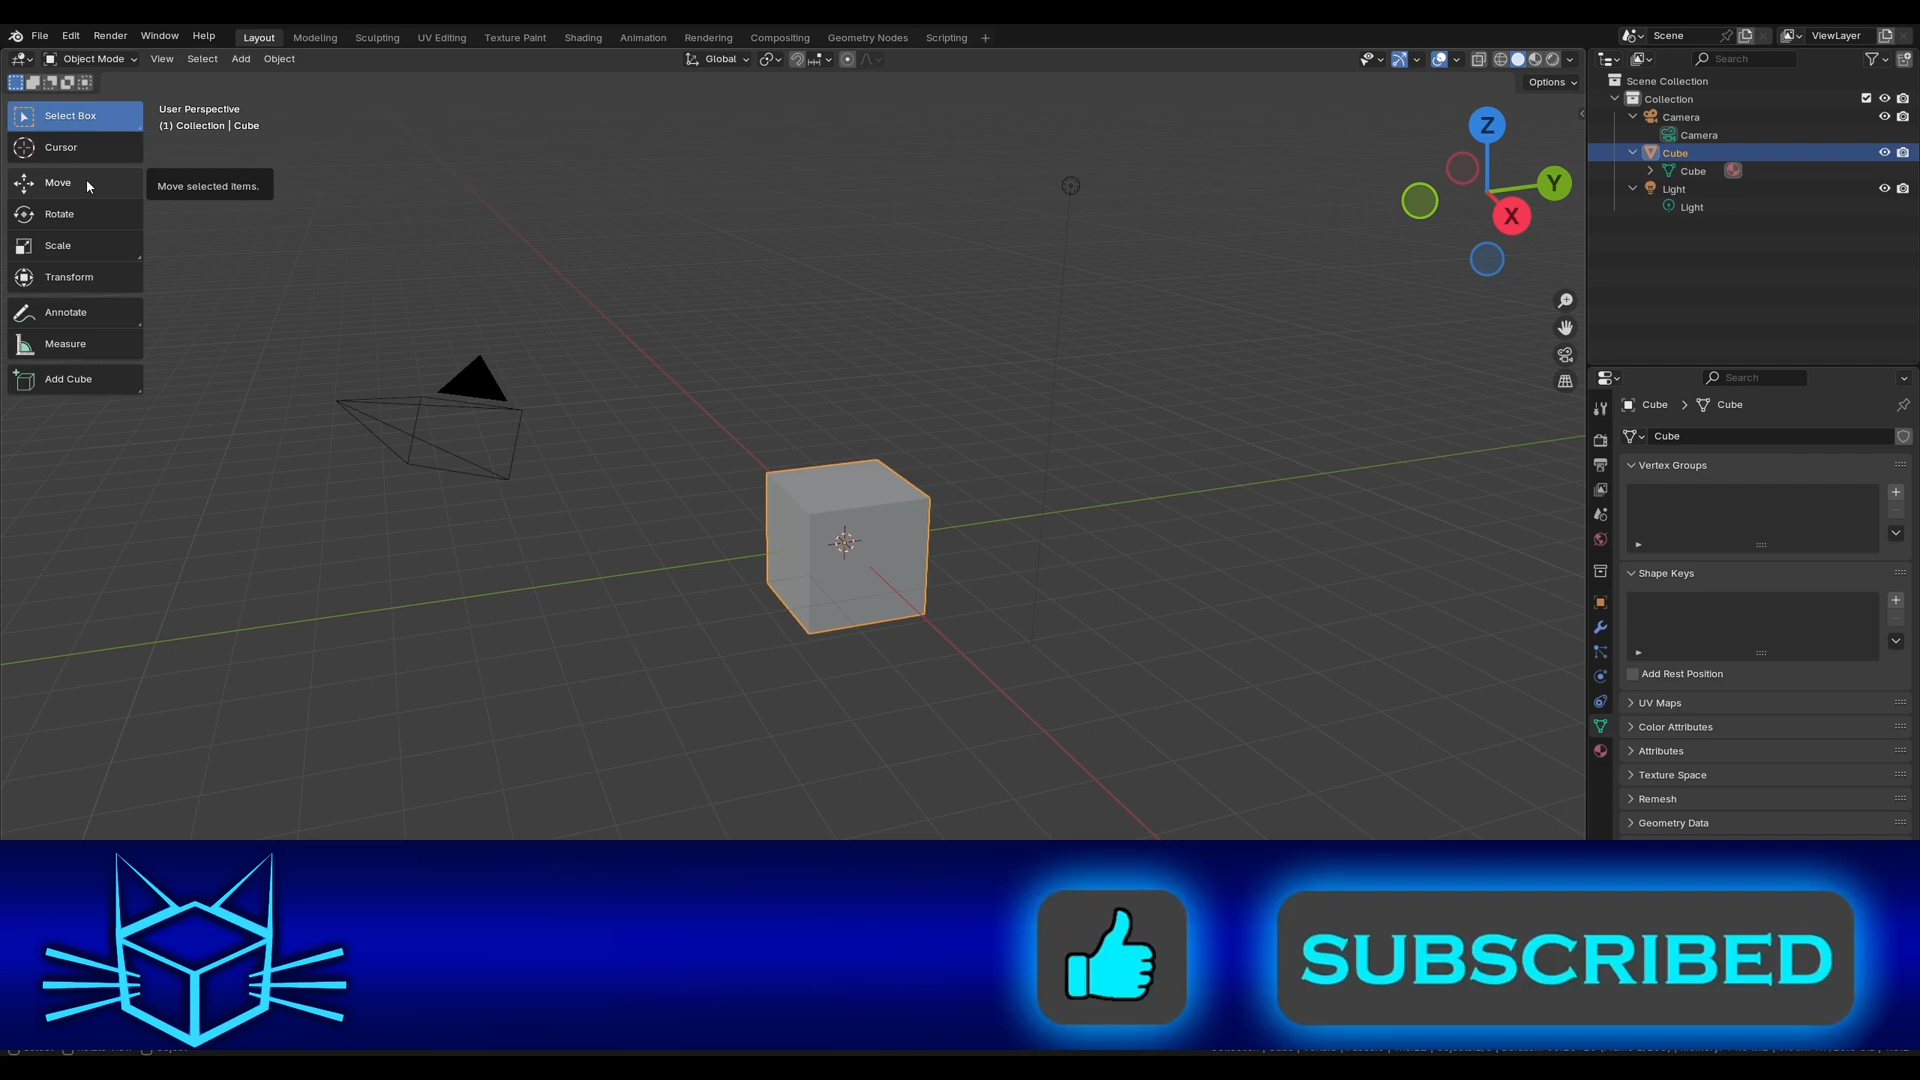 File Edit Render Window Help Layout Modeling Sculpting UV Editing Texture Paint Shading Animation Rendering Compositing Geometry Nodes Scripting + Scene ViewLayer
Object Mode View Select Add Object Global Search
Options
Select Box
Cursor
Move
Rotate
Scale
Transform
Annotate
Measure
Add Cube
User Perspective
(1) Collection | Cube
Move selected items.
Z
Y
X
Scene Collection
Collection
Camera
Camera
Cube
Cube
Light
Light
Search
Cube > Cube
Cube
Vertex Groups
Shape Keys
Add Rest Position
UV Maps
Color Attributes
Attributes
Texture Space
Remesh
Geometry Data
SUBSCRIBED